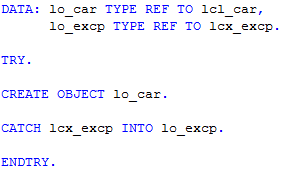 DATA: lo_car TYPE REF TO lcl_car,
lo_excp TYPE REF TO lcx_excp.
TRY.
CREATE OBJECT lo_car.
CATCH lcx_excp INTO lo_excp.
ENDTRY.